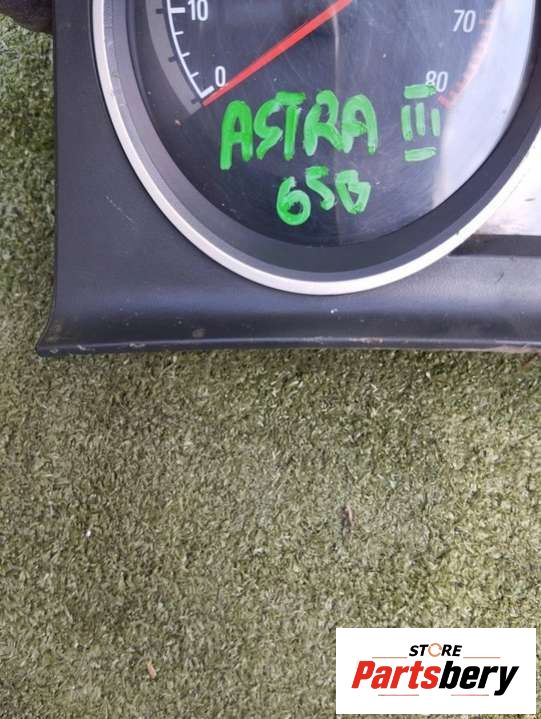 10
70
0
80
ASTRA III
65B
STORE
Partsbery